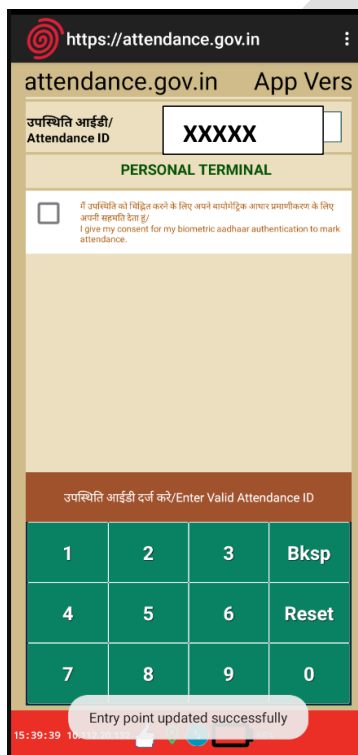 https://attendance.gov.in
attendance.gov.in App Vers
उपस्थिति आईडी/
Attendance ID
XXXXX
PERSONAL TERMINAL
में उपस्थिति को चिह्नित करने के लिए अपने बायोमेट्रिक आधार प्रमाणीकरण के लिए
अपनी सहमति देता हूं/
I give my consent for my biometric aadhaar authentication to mark
attendance.
उपस्थिति आईडी दर्ज करे/Enter Valid Attendance ID
1 2 3 Bksp
4 5 6 Reset
7 8 9 0
Entry point updated successfully
15:39:39